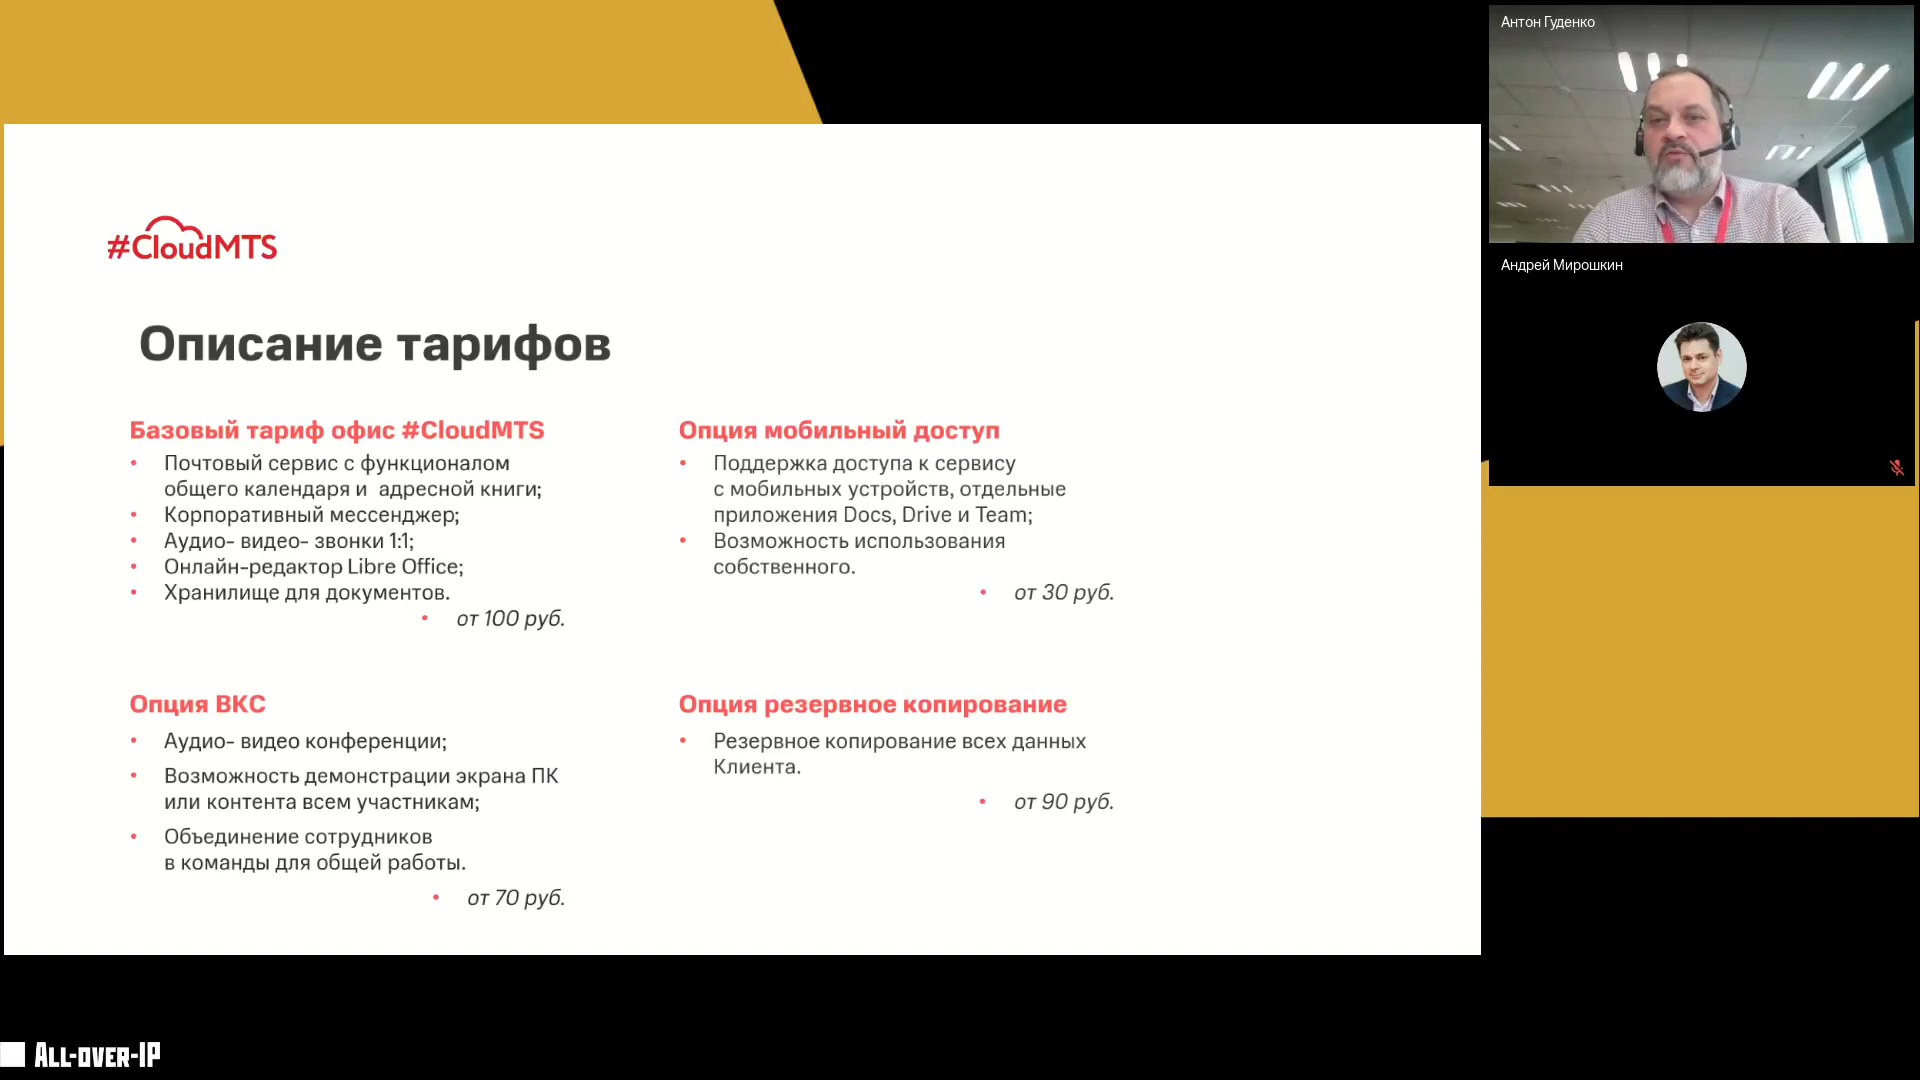 Антон Гуденко
Андрей Мирошкин
#CloudMTS
Описание тарифов
Базовый тариф офис #CloudMTS
• Почтовый сервис с функционалом
общего календаря и адресной книги;
• Корпоративный мессенджер;
• Аудио- видео- звонки 1:1;
• Онлайн-редактор Libre Office;
• Хранилище для документов.
• от 100 руб.
Опция мобильный доступ
• Поддержка доступа к сервису
с мобильных устройств, отдельные
приложения Docs, Drive и Team;
• Возможность использования
собственного.
• от 30 руб.
Опция ВКС
• Аудио- видео конференции;
• Возможность демонстрации экрана ПК
или контента всем участникам;
• Объединение сотрудников
в команды для общей работы.
• от 70 руб.
Опция резервное копирование
• Резервное копирование всех данных
Клиента.
• от 90 руб.
ALL-OVER-IP